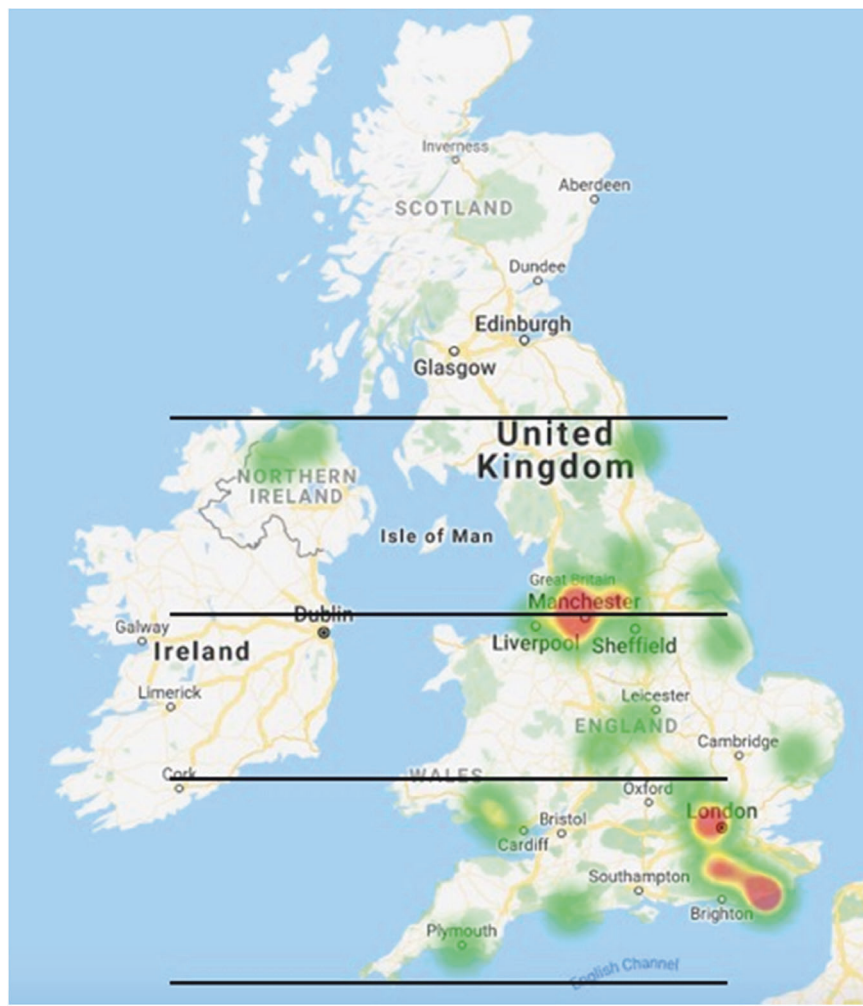 Inverness
Aberdeen
SCOTLAND
Dundee
Edinburgh
Glasgow
United
Kingdom
NORTHERN
IRELAND
Isle of Man
Great Britain
Manchester
Dublin
Galway
Ireland
Liverpool
Sheffield
Limerick
Leicester
ENGLAND
Cambridge
Cork
WALES
Oxford
London
Bristol
Cardiff
Southampton
Brighton
Plymouth
English Channel